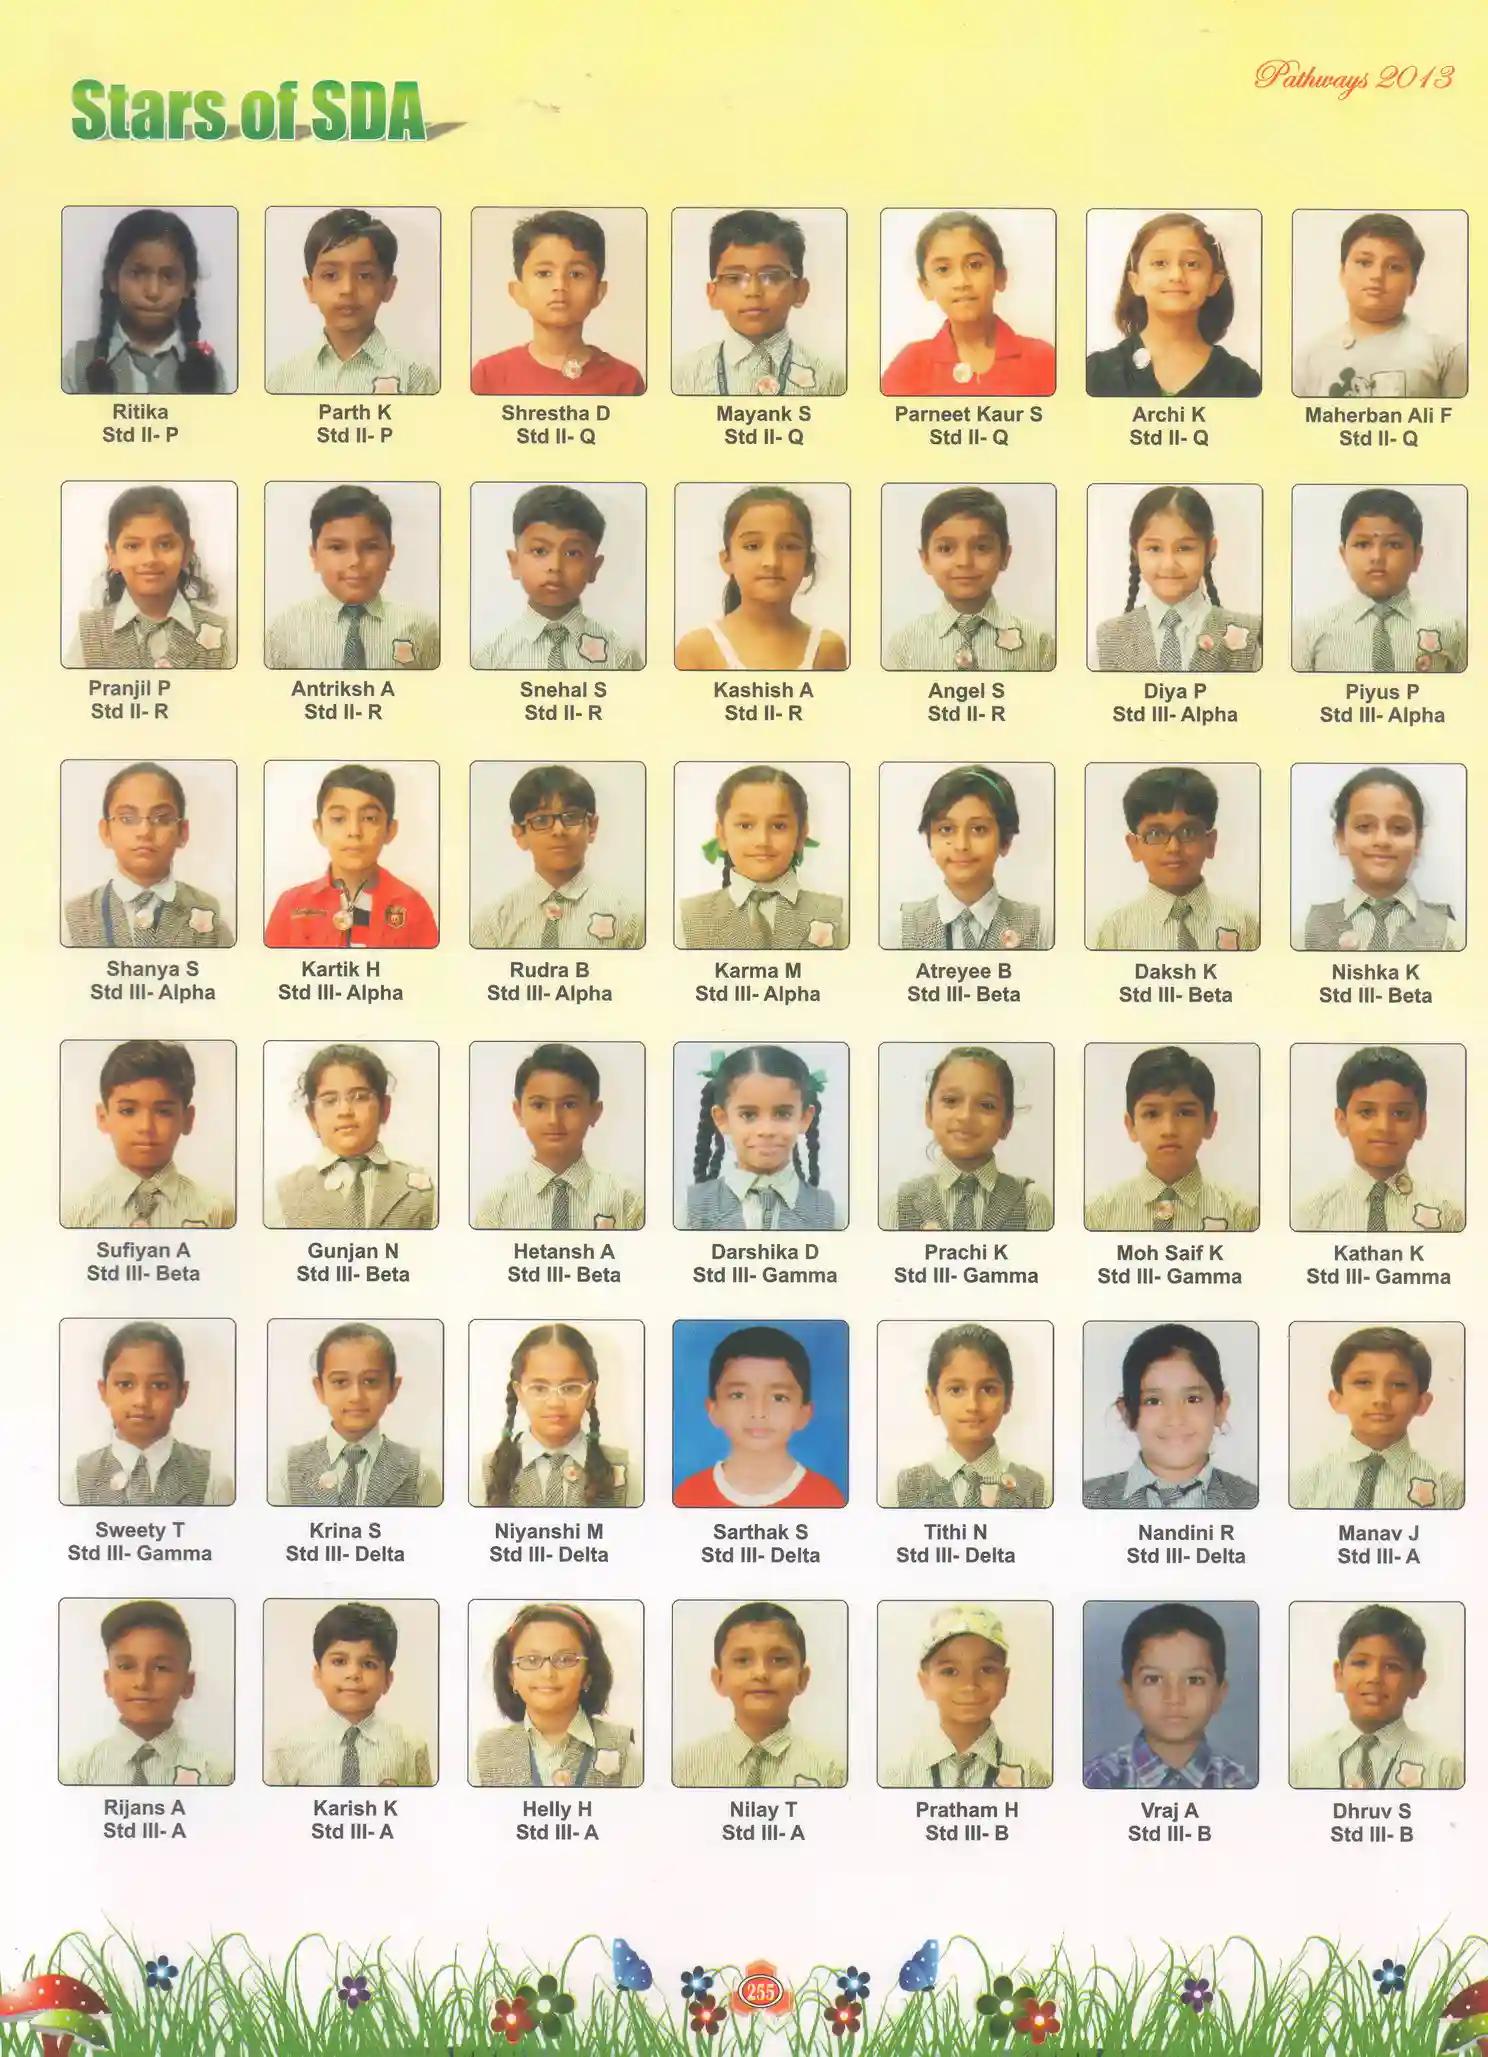 Pathways 2013
Stars of SDA
Ritika
Std II- P
Parth K
Std II- P
Shrestha D
Std II- Q
Mayank S
Std II- Q
Parneet Kaur S
Std II- Q
Archi K
Std II- Q
Maherban Ali F
Std II- Q
Pranjil P
Std II- R
Antriksh A
Std II- R
Snehal S
Std II- R
Kashish A
Std II- R
Angel S
Std II- R
Diya P
Std III- Alpha
Piyus P
Std III- Alpha
Shanya S
Std III- Alpha
Kartik H
Std III- Alpha
Rudra B
Std III- Alpha
Karma M
Std III- Alpha
Atreyee B
Std III- Beta
Daksh K
Std III- Beta
Nishka K
Std III- Beta
Sufiyan A
Std III- Beta
Gunjan N
Std III- Beta
Hetansh A
Std III- Beta
Darshika D
Std III- Gamma
Prachi K
Std III- Gamma
Moh Saif K
Std III- Gamma
Kathan K
Std III- Gamma
Sweety T
Std III- Gamma
Krina S
Std III- Delta
Niyanshi M
Std III- Delta
Sarthak S
Std III- Delta
Tithi N
Std III- Delta
Nandini R
Std III- Delta
Manav J
Std III- A
Rijans A
Std III- A
Karish K
Std III- A
Helly H
Std III- A
Nilay T
Std III- A
Pratham H
Std III- B
Vraj A
Std III- B
Dhruv S
Std III- B
255